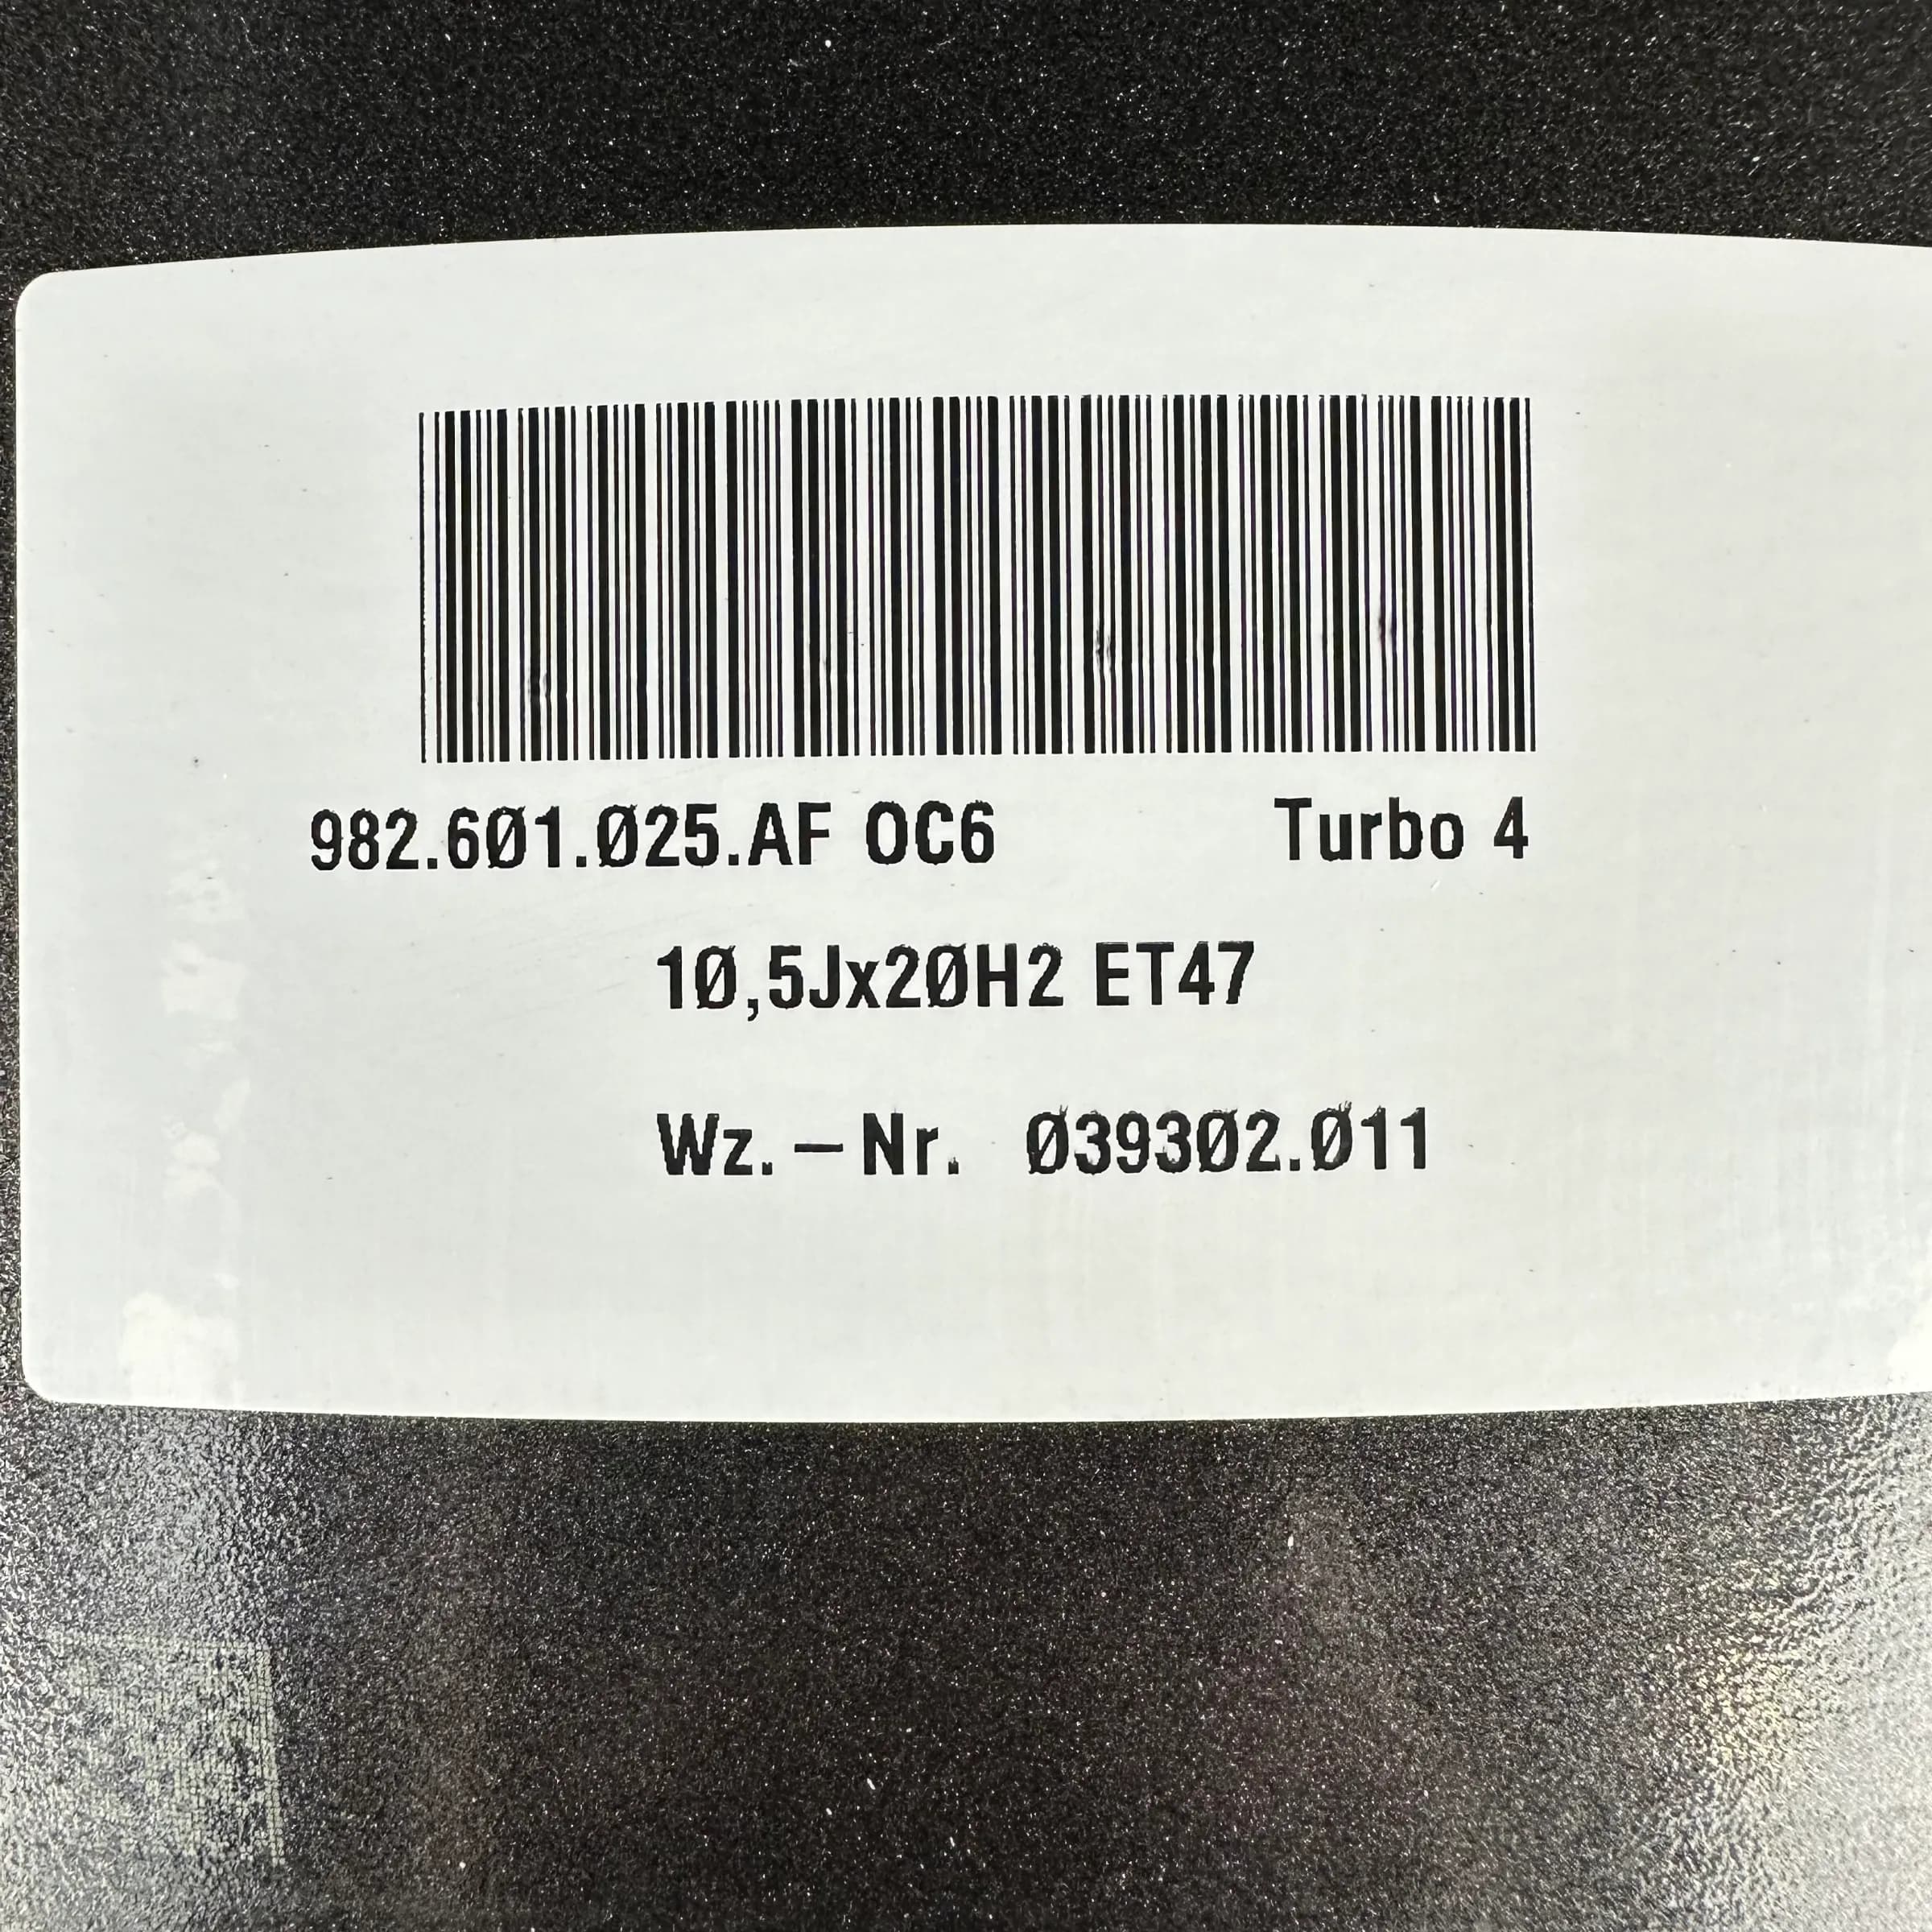 982.6Ø1.Ø25.AF OC6 Turbo 4
1Ø,5Jx2ØH2 ET47
Wz.-Nr. Ø393Ø2.Ø11